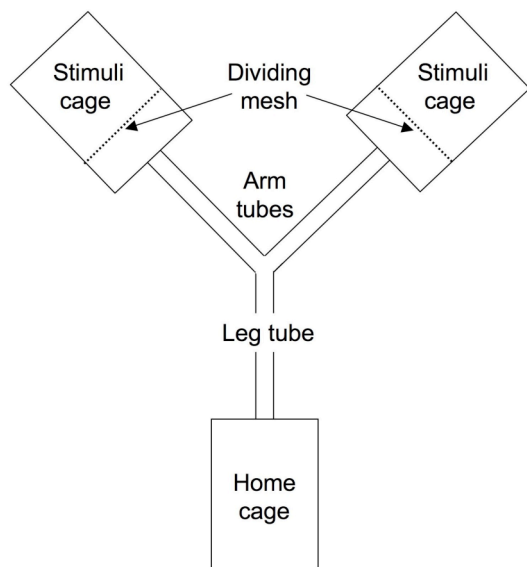 Stimuli
cage
Dividing
mesh
Stimuli
cage
Arm
tubes
Leg tube
Home
cage